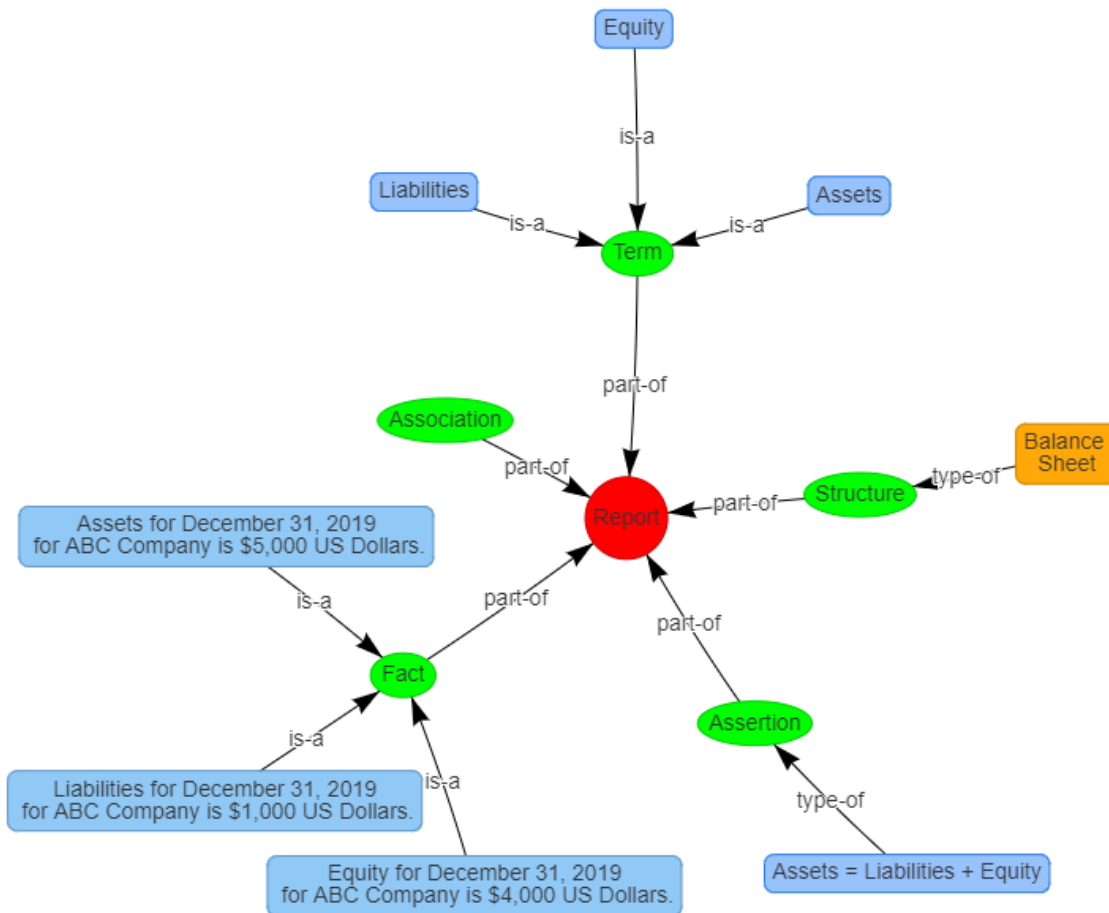 Equity
is-a
Liabilities
Assets
is-a
is-a
Term
part-of
Association
part-of
Balance
Sheet
type-of
Structure
part-of
Report
Assets for December 31, 2019
for ABC Company is $5,000 US Dollars.
is-a
part-of
part-of
Fact
Assertion
is-a
is-a
Liabilities for December 31, 2019
for ABC Company is $1,000 US Dollars.
type-of
Equity for December 31, 2019
for ABC Company is $4,000 US Dollars.
Assets = Liabilities + Equity